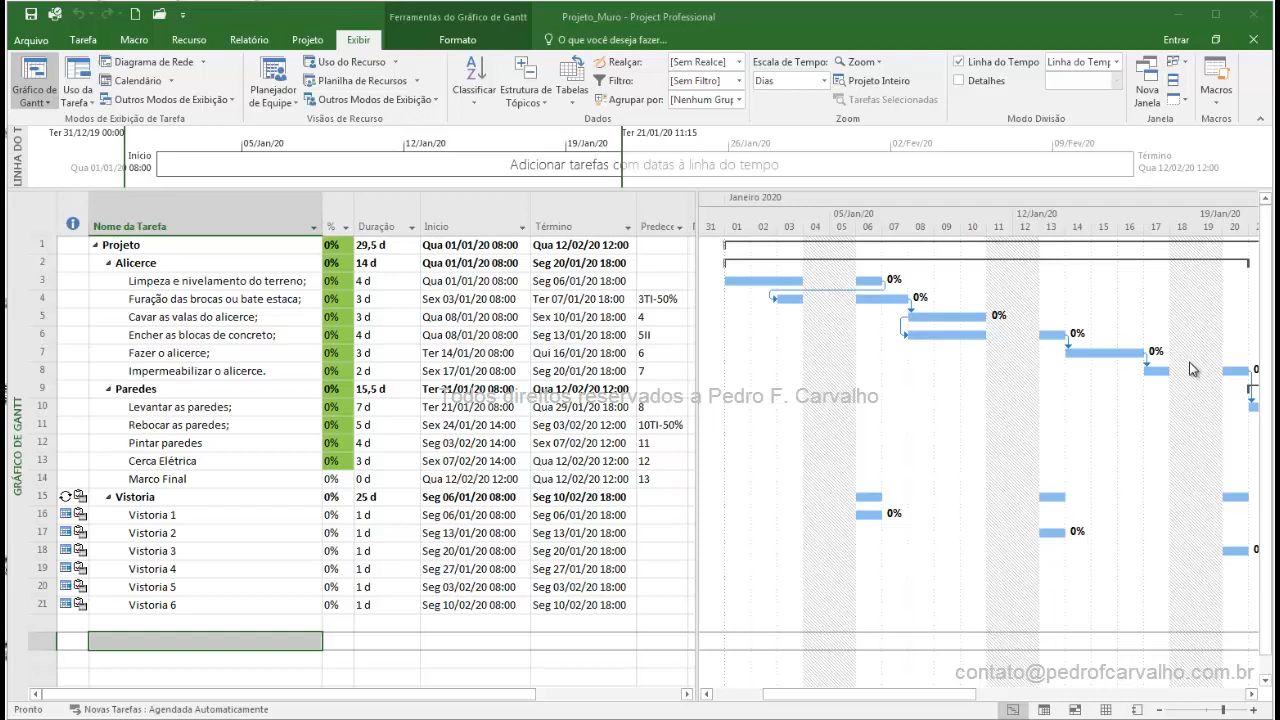 Ferramentas do Gráfico de Gantt
Projeto_Muro - Project Professional
Arquivo Tarefa Macro Recurso Relatório Projeto Exibir Formato O que você deseja fazer... Entrar
Gráfico de Gantt
Uso da Tarefa
Diagrama de Rede
Calendário
Outros Modos de Exibição
Modos de Exibição de Tarefa
Planejador de Equipe
Uso do Recurso
Planilha de Recursos
Outros Modos de Exibição
Visões de Recurso
Classificar
Estrutura de Tópicos
Tabelas
Realçar: [Sem Realce]
Filtro: [Sem Filtro]
Agrupar por: [Nenhum Grup
Dados
Escala de Tempo:
Dias
Zoom
Projeto Inteiro
Tarefas Selecionadas
Zoom
Linha do Tempo Linha do Temp
Detalhes
Modo Divisão
Nova Janela
Janela
Macros
Macros
LINHA DO T
Ter 31/12/19 00:00 Ter 21/01/20 11:15
05/Jan/20 12/Jan/20 19/Jan/20 26/Jan/20 02/Fev/20 09/Fev/20
Início
Qua 01/01/20 08:00
Adicionar tarefas com datas à linha do tempo
Término
Qua 12/02/20 12:00
GRÁFICO DE GANTT
Janeiro 2020
05/Jan/20 12/Jan/20 19/Jan/20
Nome da Tarefa % Duração Início Término Predece
31 01 02 03 04 05 06 07 08 09 10 11 12 13 14 15 16 17 18 19 20
1 Projeto 0% 29,5 d Qua 01/01/20 08:00 Qua 12/02/20 12:00
2 Alicerce 0% 14 d Qua 01/01/20 08:00 Seg 20/01/20 18:00
3 Limpeza e nivelamento do terreno; 0% 4 d Qua 01/01/20 08:00 Seg 06/01/20 18:00 0%
4 Furação das brocas ou bate estaca; 0% 3 d Sex 03/01/20 08:00 Ter 07/01/20 18:00 3TI-50% 0%
5 Cavar as valas do alicerce; 0% 3 d Qua 08/01/20 08:00 Sex 10/01/20 18:00 4 0%
6 Encher as blocas de concreto; 0% 4 d Qua 08/01/20 08:00 Seg 13/01/20 18:00 5II 0%
7 Fazer o alicerce; 0% 3 d Ter 14/01/20 08:00 Qui 16/01/20 18:00 6 0%
8 Impermeabilizar o alicerce. 0% 2 d Sex 17/01/20 08:00 Seg 20/01/20 18:00 7
9 Paredes 0% 15,5 d Ter 21/01/20 08:00 Qua 12/02/20 12:00
Todos direitos reservados a Pedro F. Carvalho
10 Levantar as paredes; 0% 7 d Ter 21/01/20 08:00 Qua 29/01/20 18:00 8
11 Rebocar as paredes; 0% 5 d Sex 24/01/20 14:00 Seg 03/02/20 18:00 10TI-50%
12 Pintar paredes 0% 4 d Seg 03/02/20 14:00 Sex 07/02/20 18:00 11
13 Cerca Elétrica 0% 3 d Sex 07/02/20 14:00 Qua 12/02/20 12:00 12
14 Marco Final 0% 0 d Qua 12/02/20 12:00 Qua 12/02/20 12:00 13
15 Vistoria 0% 25 d Seg 06/01/20 08:00 Seg 10/02/20 18:00
16 Vistoria 1 0% 1 d Seg 06/01/20 08:00 Seg 06/01/20 18:00 0%
17 Vistoria 2 0% 1 d Seg 13/01/20 08:00 Seg 13/01/20 18:00 0%
18 Vistoria 3 0% 1 d Seg 20/01/20 08:00 Seg 20/01/20 18:00
19 Vistoria 4 0% 1 d Seg 27/01/20 08:00 Seg 27/01/20 18:00
20 Vistoria 5 0% 1 d Seg 03/02/20 08:00 Seg 03/02/20 18:00
21 Vistoria 6 0% 1 d Seg 10/02/20 08:00 Seg 10/02/20 18:00
contato@pedrofcarvalho.com.br
Pronto Novas Tarefas : Agendada Automaticamente